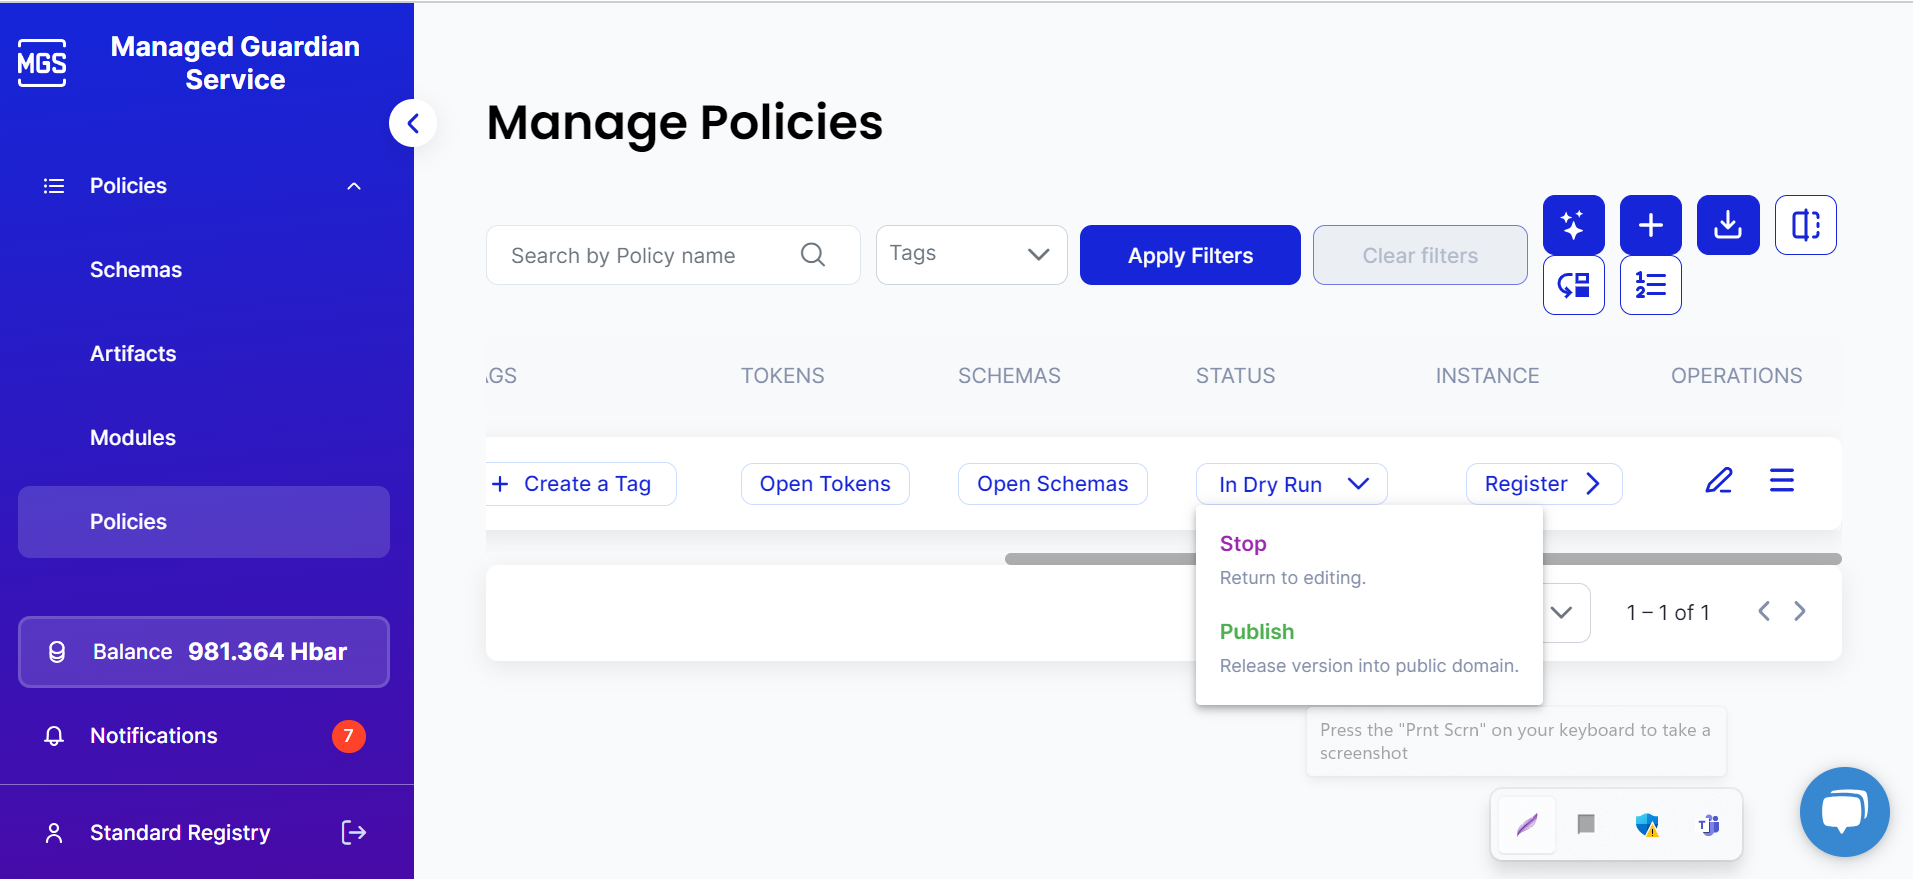 MGS
Managed Guardian
Service
Policies
Schemas
Artifacts
Modules
Policies
Balance 981.364 Hbar
Notifications 7
Standard Registry
Manage Policies
Search by Policy name
Tags
Apply Filters
Clear filters
1
2
AGS TOKENS SCHEMAS STATUS INSTANCE OPERATIONS
+ Create a Tag Open Tokens Open Schemas In Dry Run Register
Stop
Return to editing.
Publish
Release version into public domain.
1 – 1 of 1
Press the "Prnt Scrn" on your keyboard to take a
screenshot